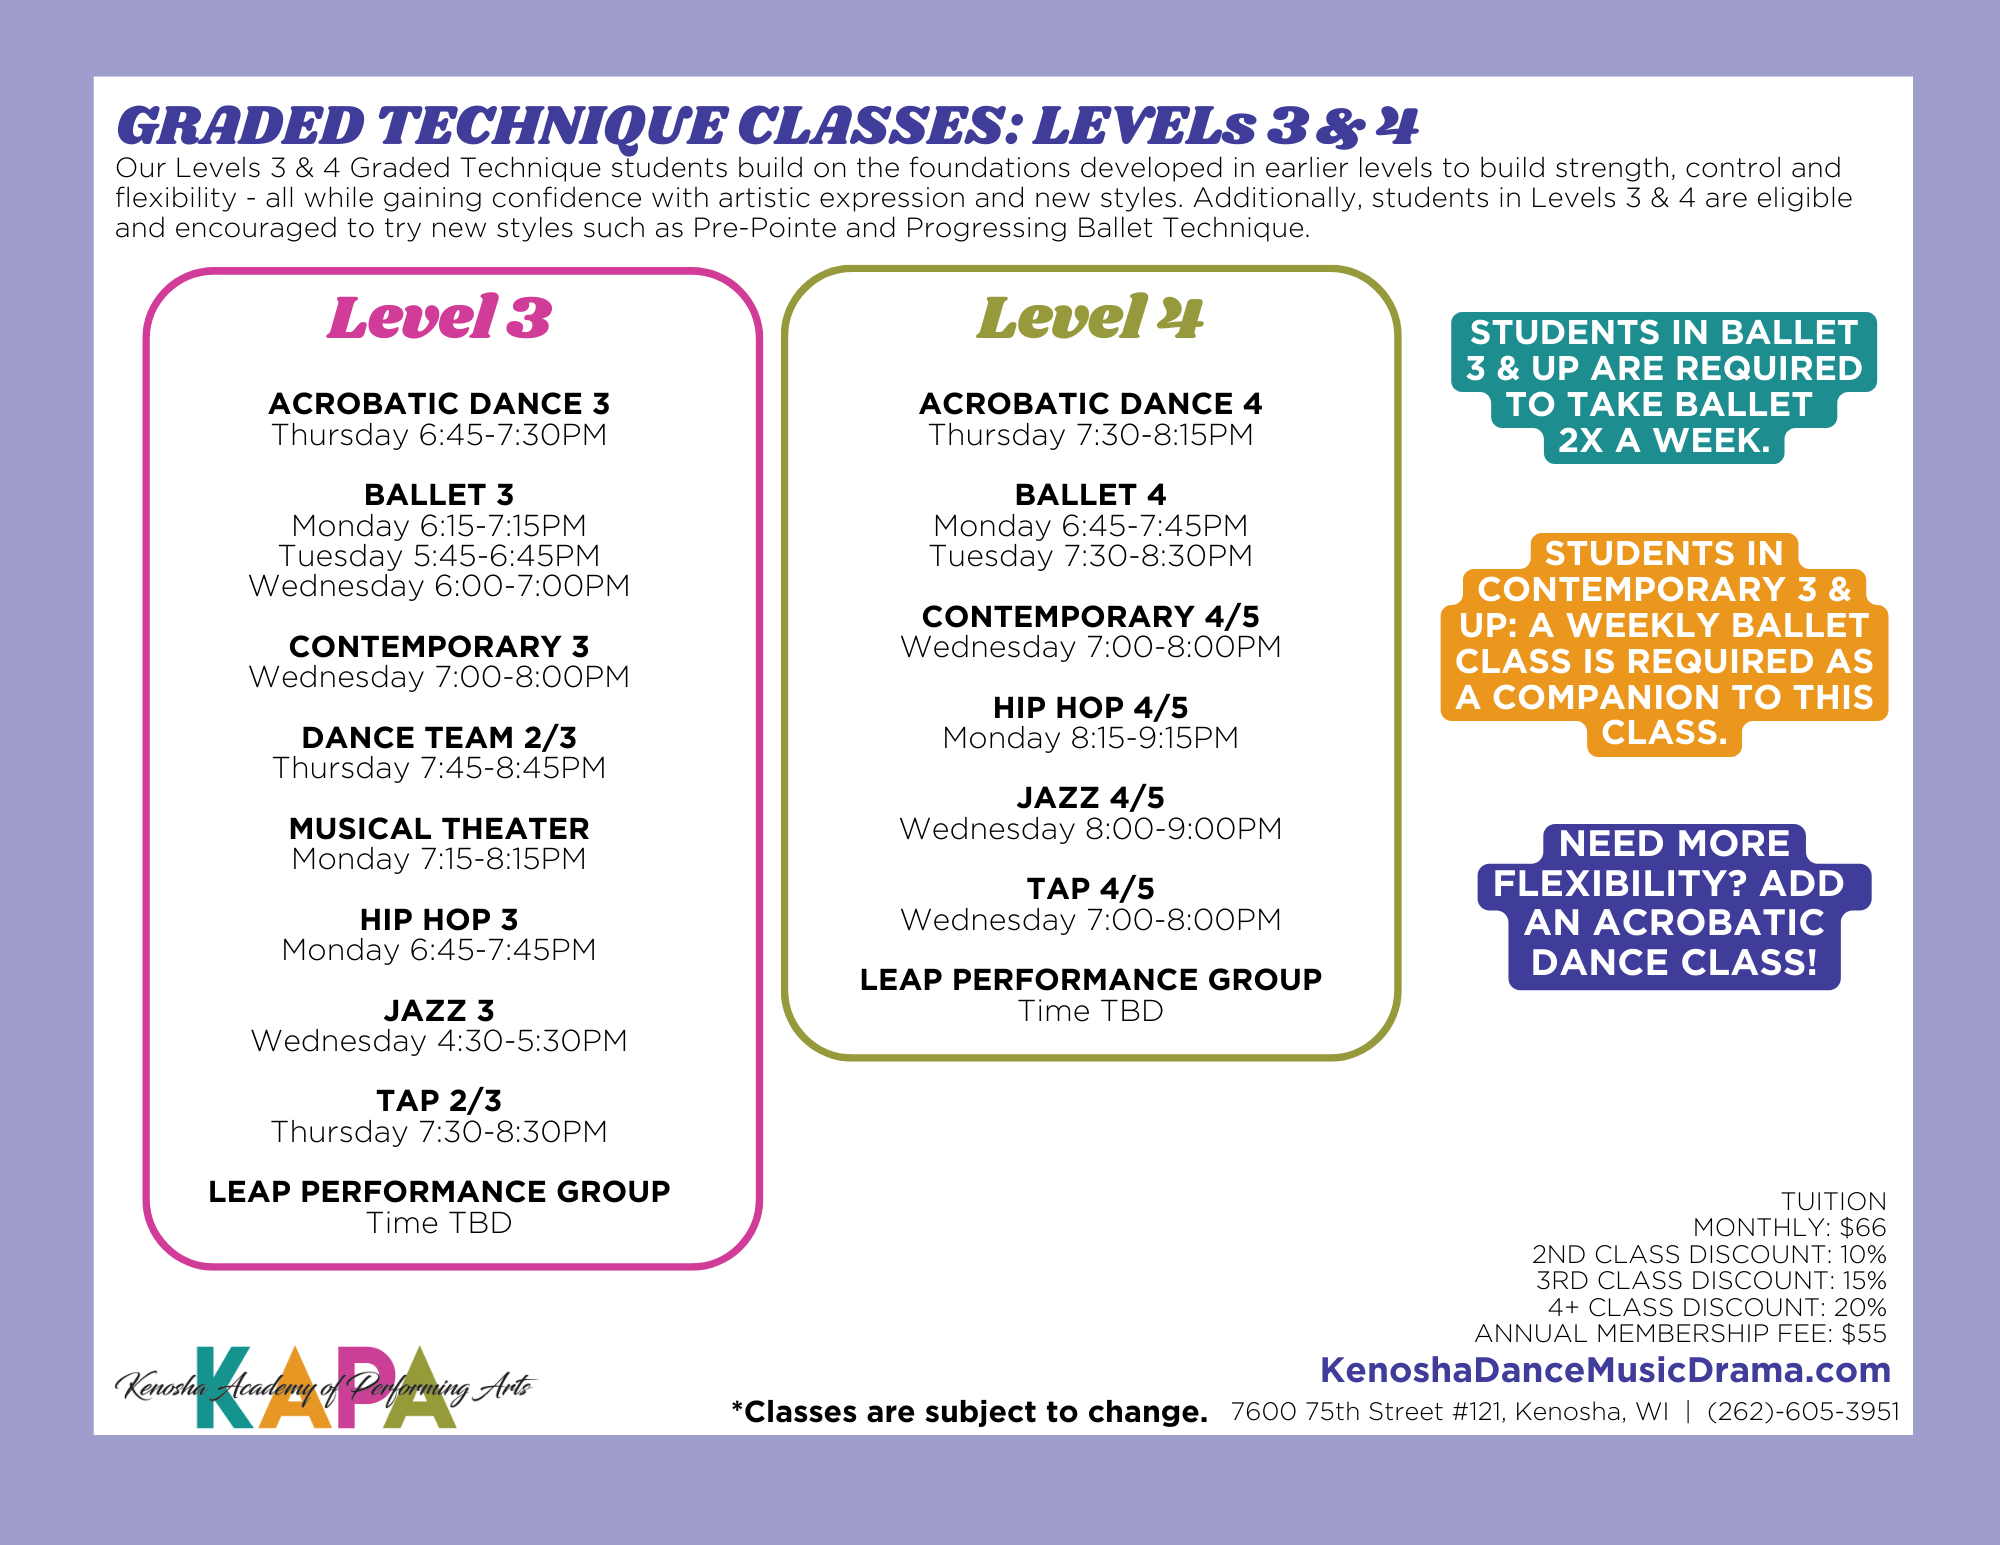 GRADED TECHNIQUE CLASSES: LEVELs 3 & 4
Our Levels 3 & 4 Graded Technique students build on the foundations developed in earlier levels to build strength, control and
flexibility - all while gaining confidence with artistic expression and new styles. Additionally, students in Levels 3 & 4 are eligible
and encouraged to try new styles such as Pre-Pointe and Progressing Ballet Technique.
Level 3
ACROBATIC DANCE 3
Thursday 6:45-7:30PM
BALLET 3
Monday 6:15-7:15PM
Tuesday 5:45-6:45PM
Wednesday 6:00-7:00PM
CONTEMPORARY 3
Wednesday 7:00-8:00PM
DANCE TEAM 2/3
Thursday 7:45-8:45PM
MUSICAL THEATER
Monday 7:15-8:15PM
HIP HOP 3
Monday 6:45-7:45PM
JAZZ 3
Wednesday 4:30-5:30PM
TAP 2/3
Thursday 7:30-8:30PM
LEAP PERFORMANCE GROUP
Time TBD
Level 4
ACROBATIC DANCE 4
Thursday 7:30-8:15PM
BALLET 4
Monday 6:45-7:45PM
Tuesday 7:30-8:30PM
CONTEMPORARY 4/5
Wednesday 7:00-8:00PM
HIP HOP 4/5
Monday 8:15-9:15PM
JAZZ 4/5
Wednesday 8:00-9:00PM
TAP 4/5
Wednesday 7:00-8:00PM
LEAP PERFORMANCE GROUP
Time TBD
STUDENTS IN BALLET
3 & UP ARE REQUIRED
TO TAKE BALLET
2X A WEEK.
STUDENTS IN
CONTEMPORARY 3 &
UP: A WEEKLY BALLET
CLASS IS REQUIRED AS
A COMPANION TO THIS
CLASS.
NEED MORE
FLEXIBILITY? ADD
AN ACROBATIC
DANCE CLASS!
TUITION
MONTHLY: $66
2ND CLASS DISCOUNT: 10%
3RD CLASS DISCOUNT: 15%
4+ CLASS DISCOUNT: 20%
ANNUAL MEMBERSHIP FEE: $55
KenoshaDanceMusicDrama.com
KAPA
Kenosha Academy of Performing Arts
*Classes are subject to change.
7600 75th Street #121, Kenosha, WI | (262)-605-3951